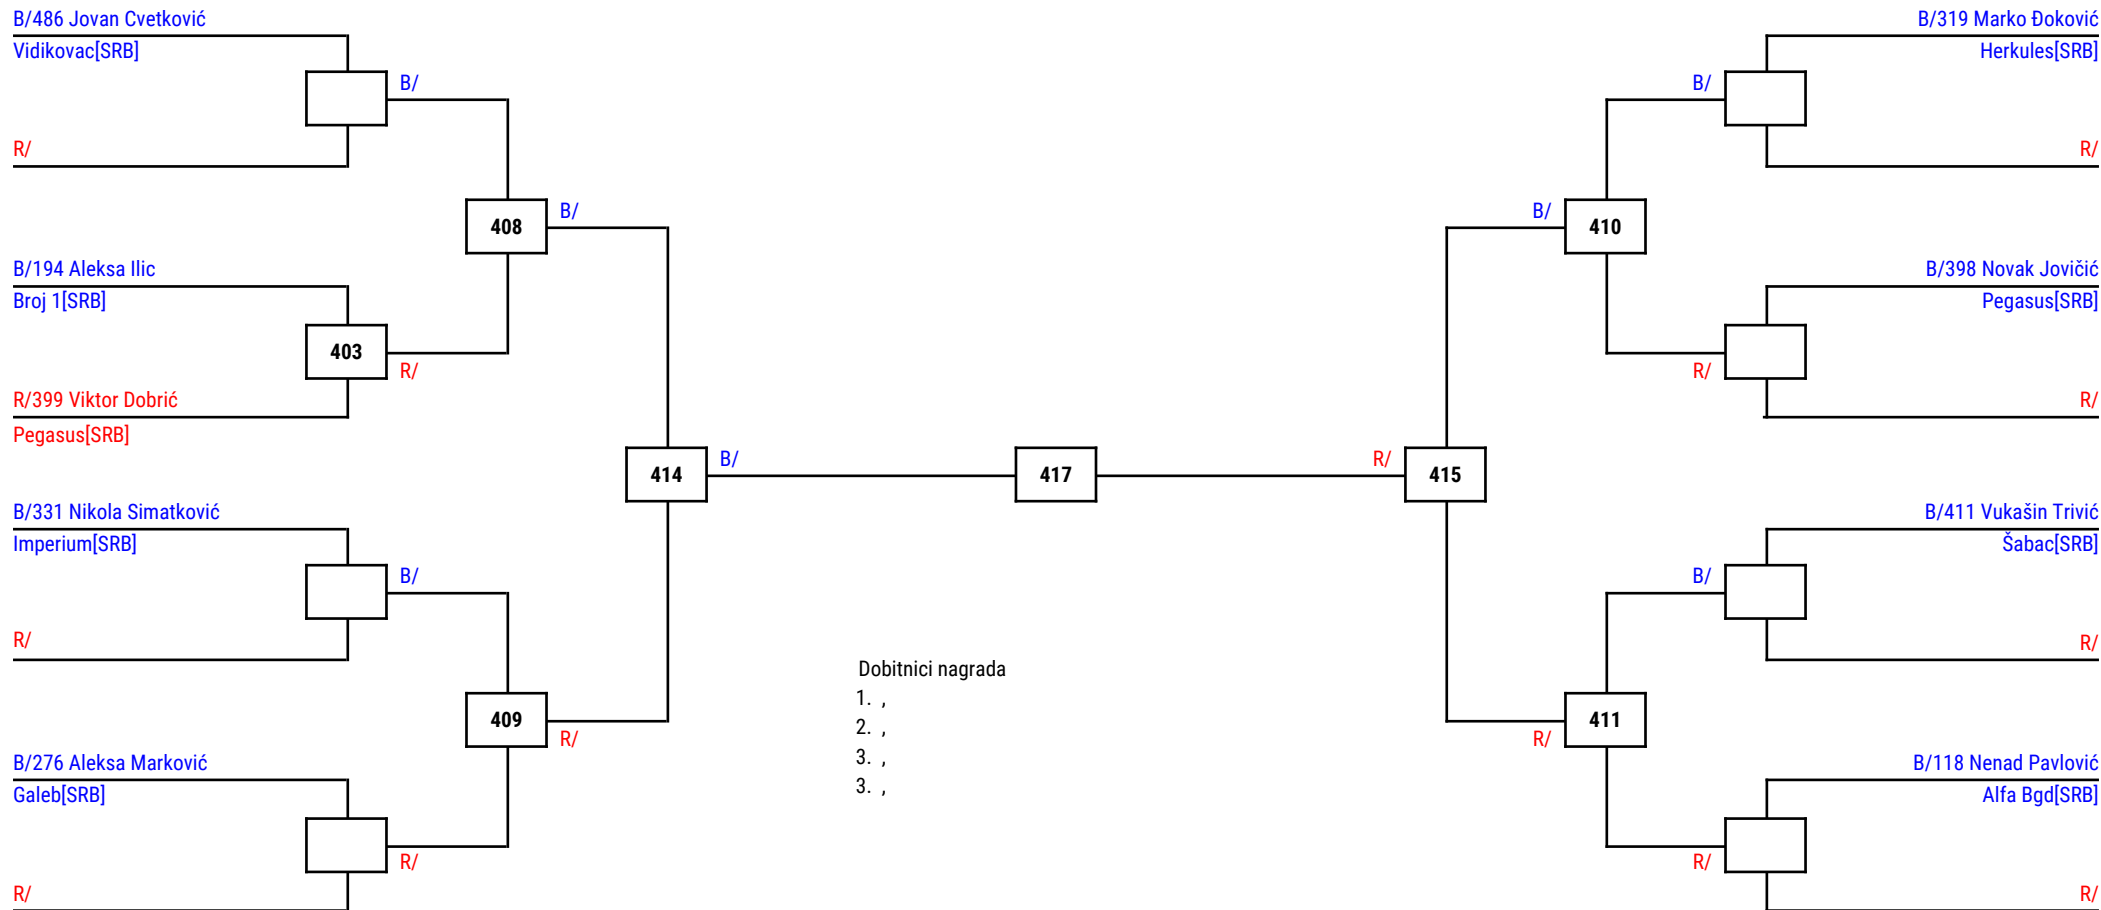 B/486 Jovan Cvetković
Vidikovac[SRB]
B/
R/
408
B/
B/194 Aleksa Ilic
Broj 1[SRB]
403
R/
R/399 Viktor Dobrić
Pegasus[SRB]
414
B/
B/331 Nikola Simatković
Imperium[SRB]
B/
R/
409
R/
B/276 Aleksa Marković
Galeb[SRB]
R/
R/
417
Dobitnici nagrada
1. ,
2. ,
3. ,
3. ,
B/319 Marko Đoković
Herkules[SRB]
B/
R/
B/
410
B/398 Novak Jovičić
Pegasus[SRB]
R/
R/
R/
415
B/411 Vukašin Trivić
Šabac[SRB]
B/
R/
411
R/
B/118 Nenad Pavlović
Alfa Bgd[SRB]
R/
R/